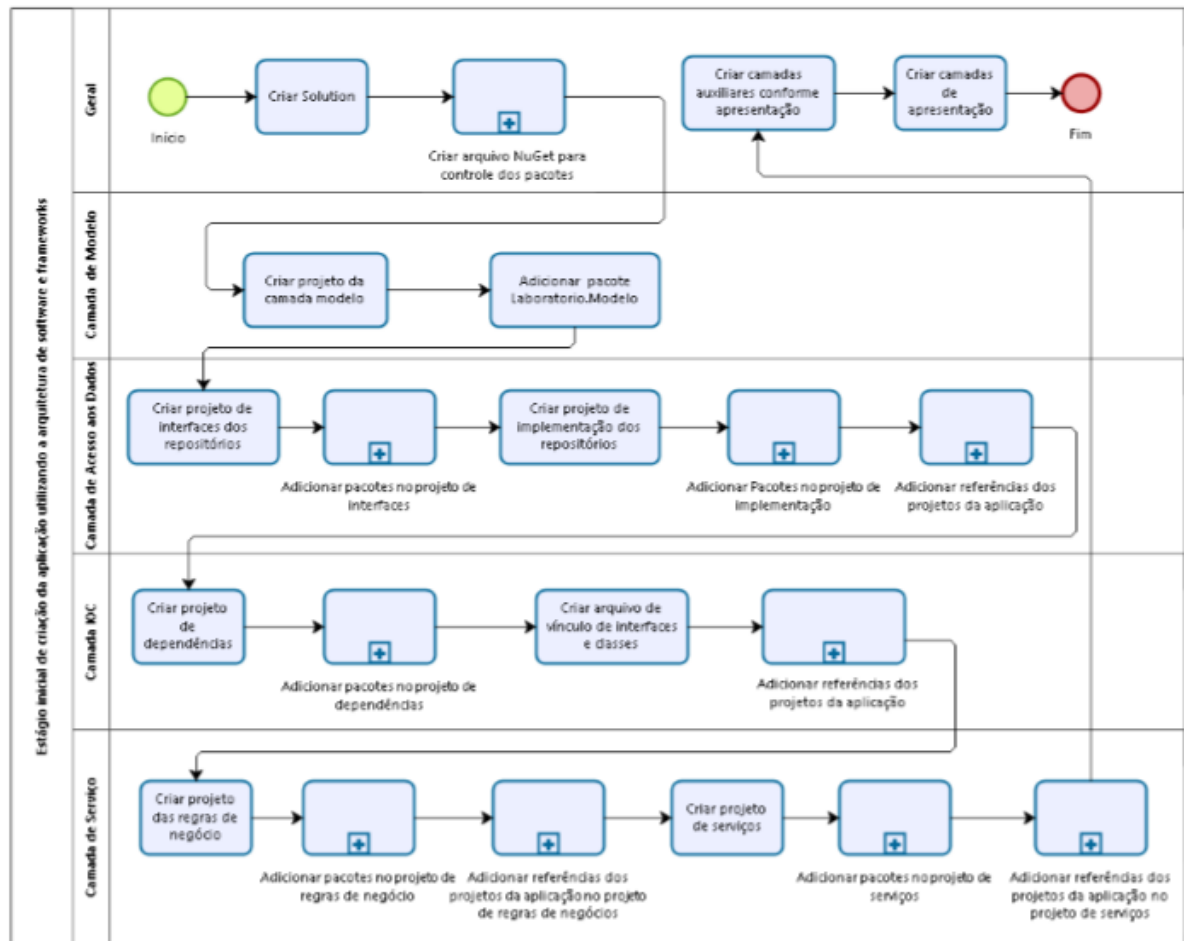 Estágio inicial de criação da aplicação utilizando a arquitetura de software e frameworks
Geral
Início
Criar Solution
Criar arquivo NuGet para
controle dos pacotes
Criar camadas
auxiliares conforme
apresentação
Criar camadas
de
apresentação
Fim
Camada de Modelo
Criar projeto da
camada modelo
Adicionar pacote
Laboratorio.Modelo
Camada de Acesso aos Dados
Criar projeto de
interfaces dos
repositórios
Adicionar pacotes no projeto de
interfaces
Criar projeto de
implementação dos
repositórios
Adicionar Pacotes no projeto de
implementação
Adicionar referências dos
projetos da aplicação
Camada IOC
Criar projeto
de
dependências
Adicionar pacotes no projeto de
dependências
Criar arquivo de
vínculo de interfaces
e classes
Adicionar referências dos
projetos da aplicação
Camada de Serviço
Criar projeto
das regras de
negócio
Adicionar pacotes no projeto de
regras de negócio
Adicionar referências dos
projetos da aplicação no projeto
de regras de negócios
Criar projeto
de serviços
Adicionar pacotes no projeto de
serviços
Adicionar referências dos
projetos da aplicação no
projeto de serviços